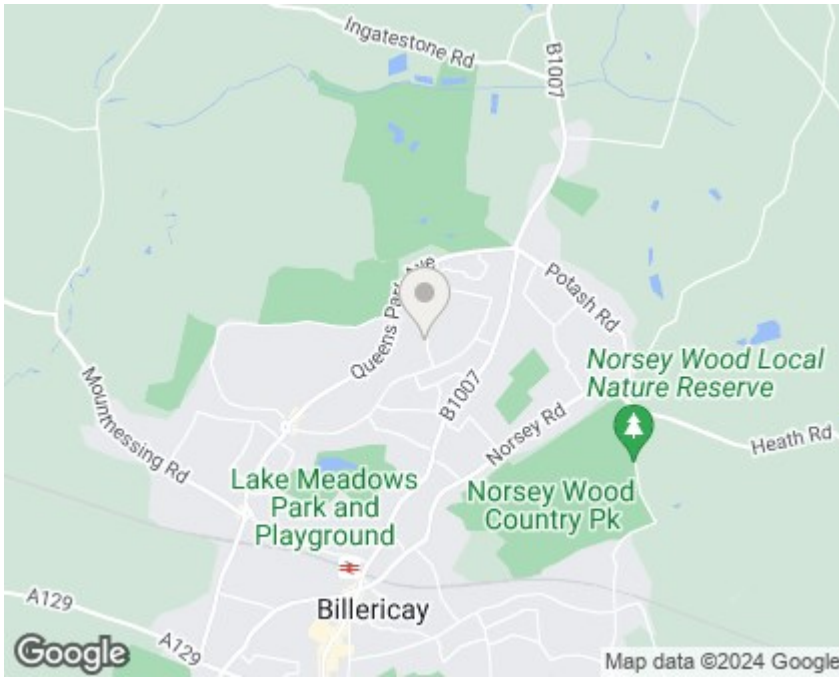 Ingatestone Rd
B1007
Queens Park Ave
Potash Rd
Norsey Wood Local
Nature Reserve
Mountnessing Rd
B1007
Norsey Rd
Heath Rd
Lake Meadows
Park and
Playground
Norsey Wood
Country Pk
A129
Billericay
A129
Google
Map data ©2024 Google